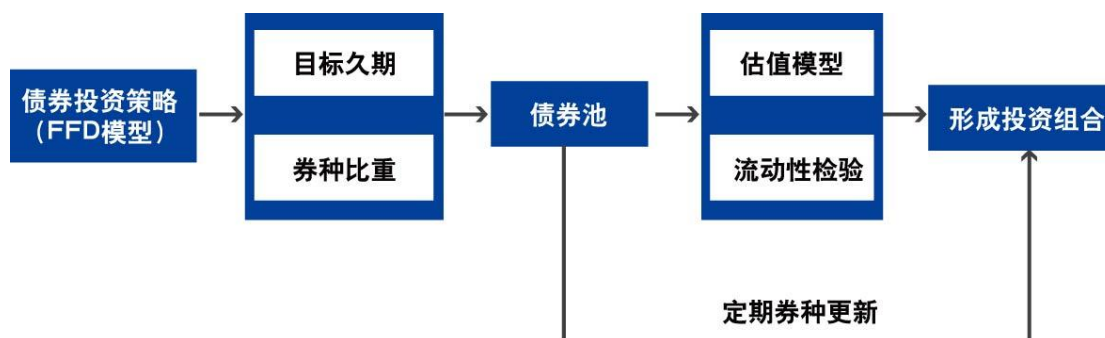 目标久期
估值模型
债券投资策略
（FFD模型）
债券池
形成投资组合
券种比重
流动性检验
定期券种更新